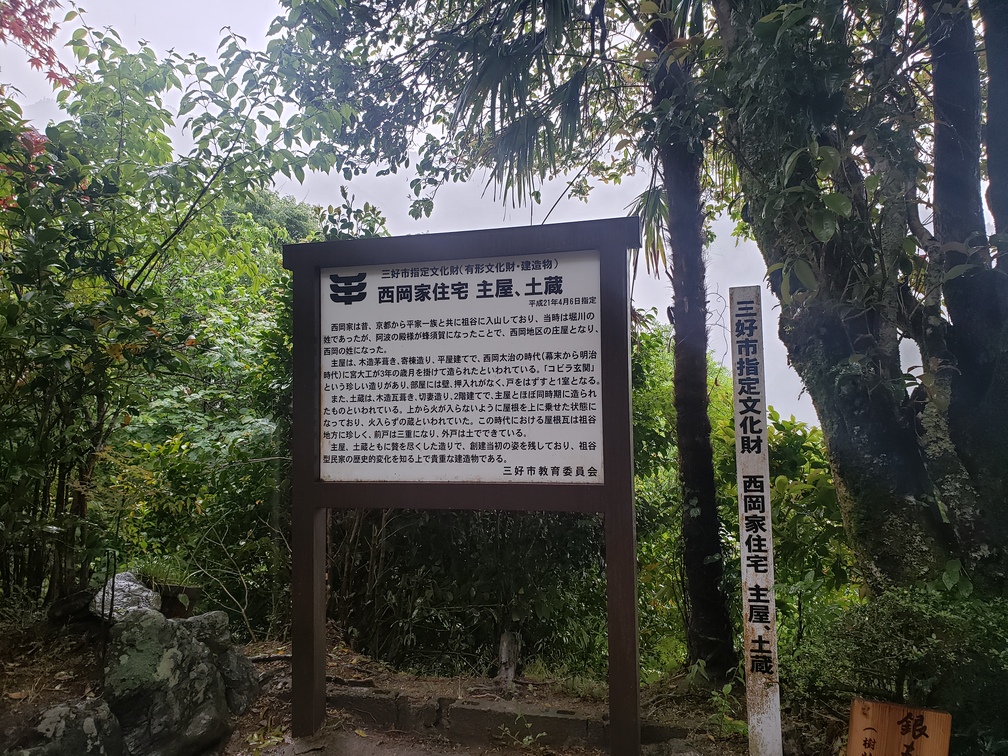 三好市指定文化財(有形文化財・建造物)
西岡家住宅 主屋、土蔵
平成21年4月6日指定
西岡家は昔、京都から平家一族と共に祖谷に入山しており、当時は堀川の
姓であったが、阿波の殿様が蜂須賀になったことで、西岡地区の庄屋となり、
西岡の姓になった。
主屋は、木造茅葺き、寄棟造り、平屋建てで、西岡太治の時代(幕末から明治
時代)に宮大工が3年の歳月を掛けて造られたといわれている。「コビラ玄関」
という珍しい造りがあり、部屋には壁、押入れがなく、戸をはずすと1室となる。
また、土蔵は、木造瓦葺き、切妻造り、2階建てで、主屋とほぼ同時期に造られ
たものといわれている。上から火が入らないように屋根を上に乗せた状態に
なっており、火入らずの蔵といわれていた。この時代における屋根瓦は祖谷
地方に珍しく、前戸は三重になり、外戸は土でできている。
主屋、土蔵ともに贅を尽くした造りで、創建当初の姿を残しており、祖谷
型民家の歴史的変化を知る上で貴重な建造物である。
三好市教育委員会
三好市指定文化財 西岡家住宅 主屋、土蔵
銀
(樹